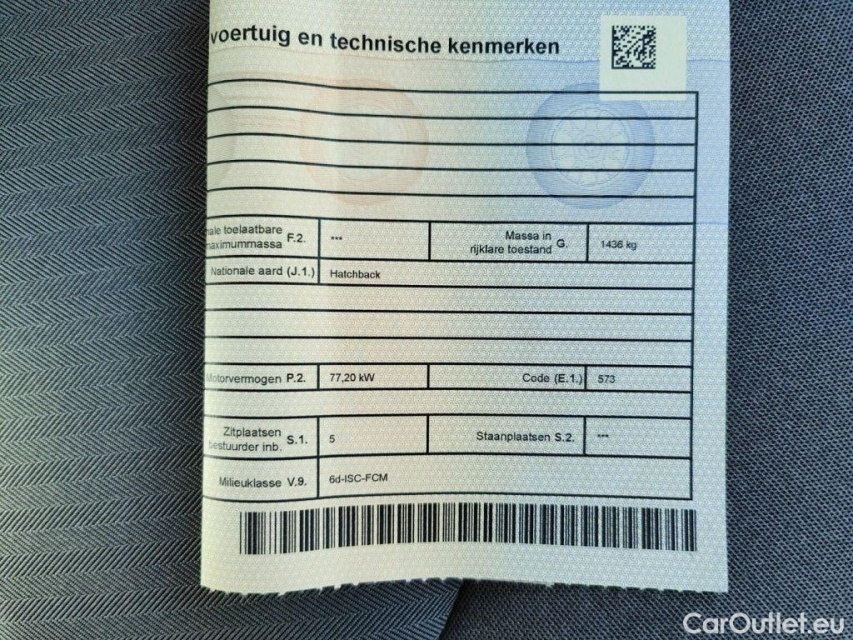 voertuig en technische kenmerken
toelaatbare F.2. *** Massa in rijklare toestand G. 1436 kg
Nationale aard (J.1.) Hatchback
Motorvermogen P.2. 77,20 kW Code (E.1.) 573
Zitplaatsen bestuurder inb. S.1. 5 Staanplaatsen S.2. ***
Milieuklasse V.9. 6d-ISC-FCM
CarOutlet.eu